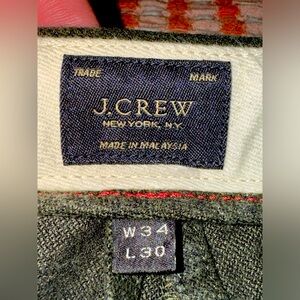 TRADE MARK
J.CREW
NEW YORK, N.Y.
MADE IN MALAYSIA
W 34
L 30